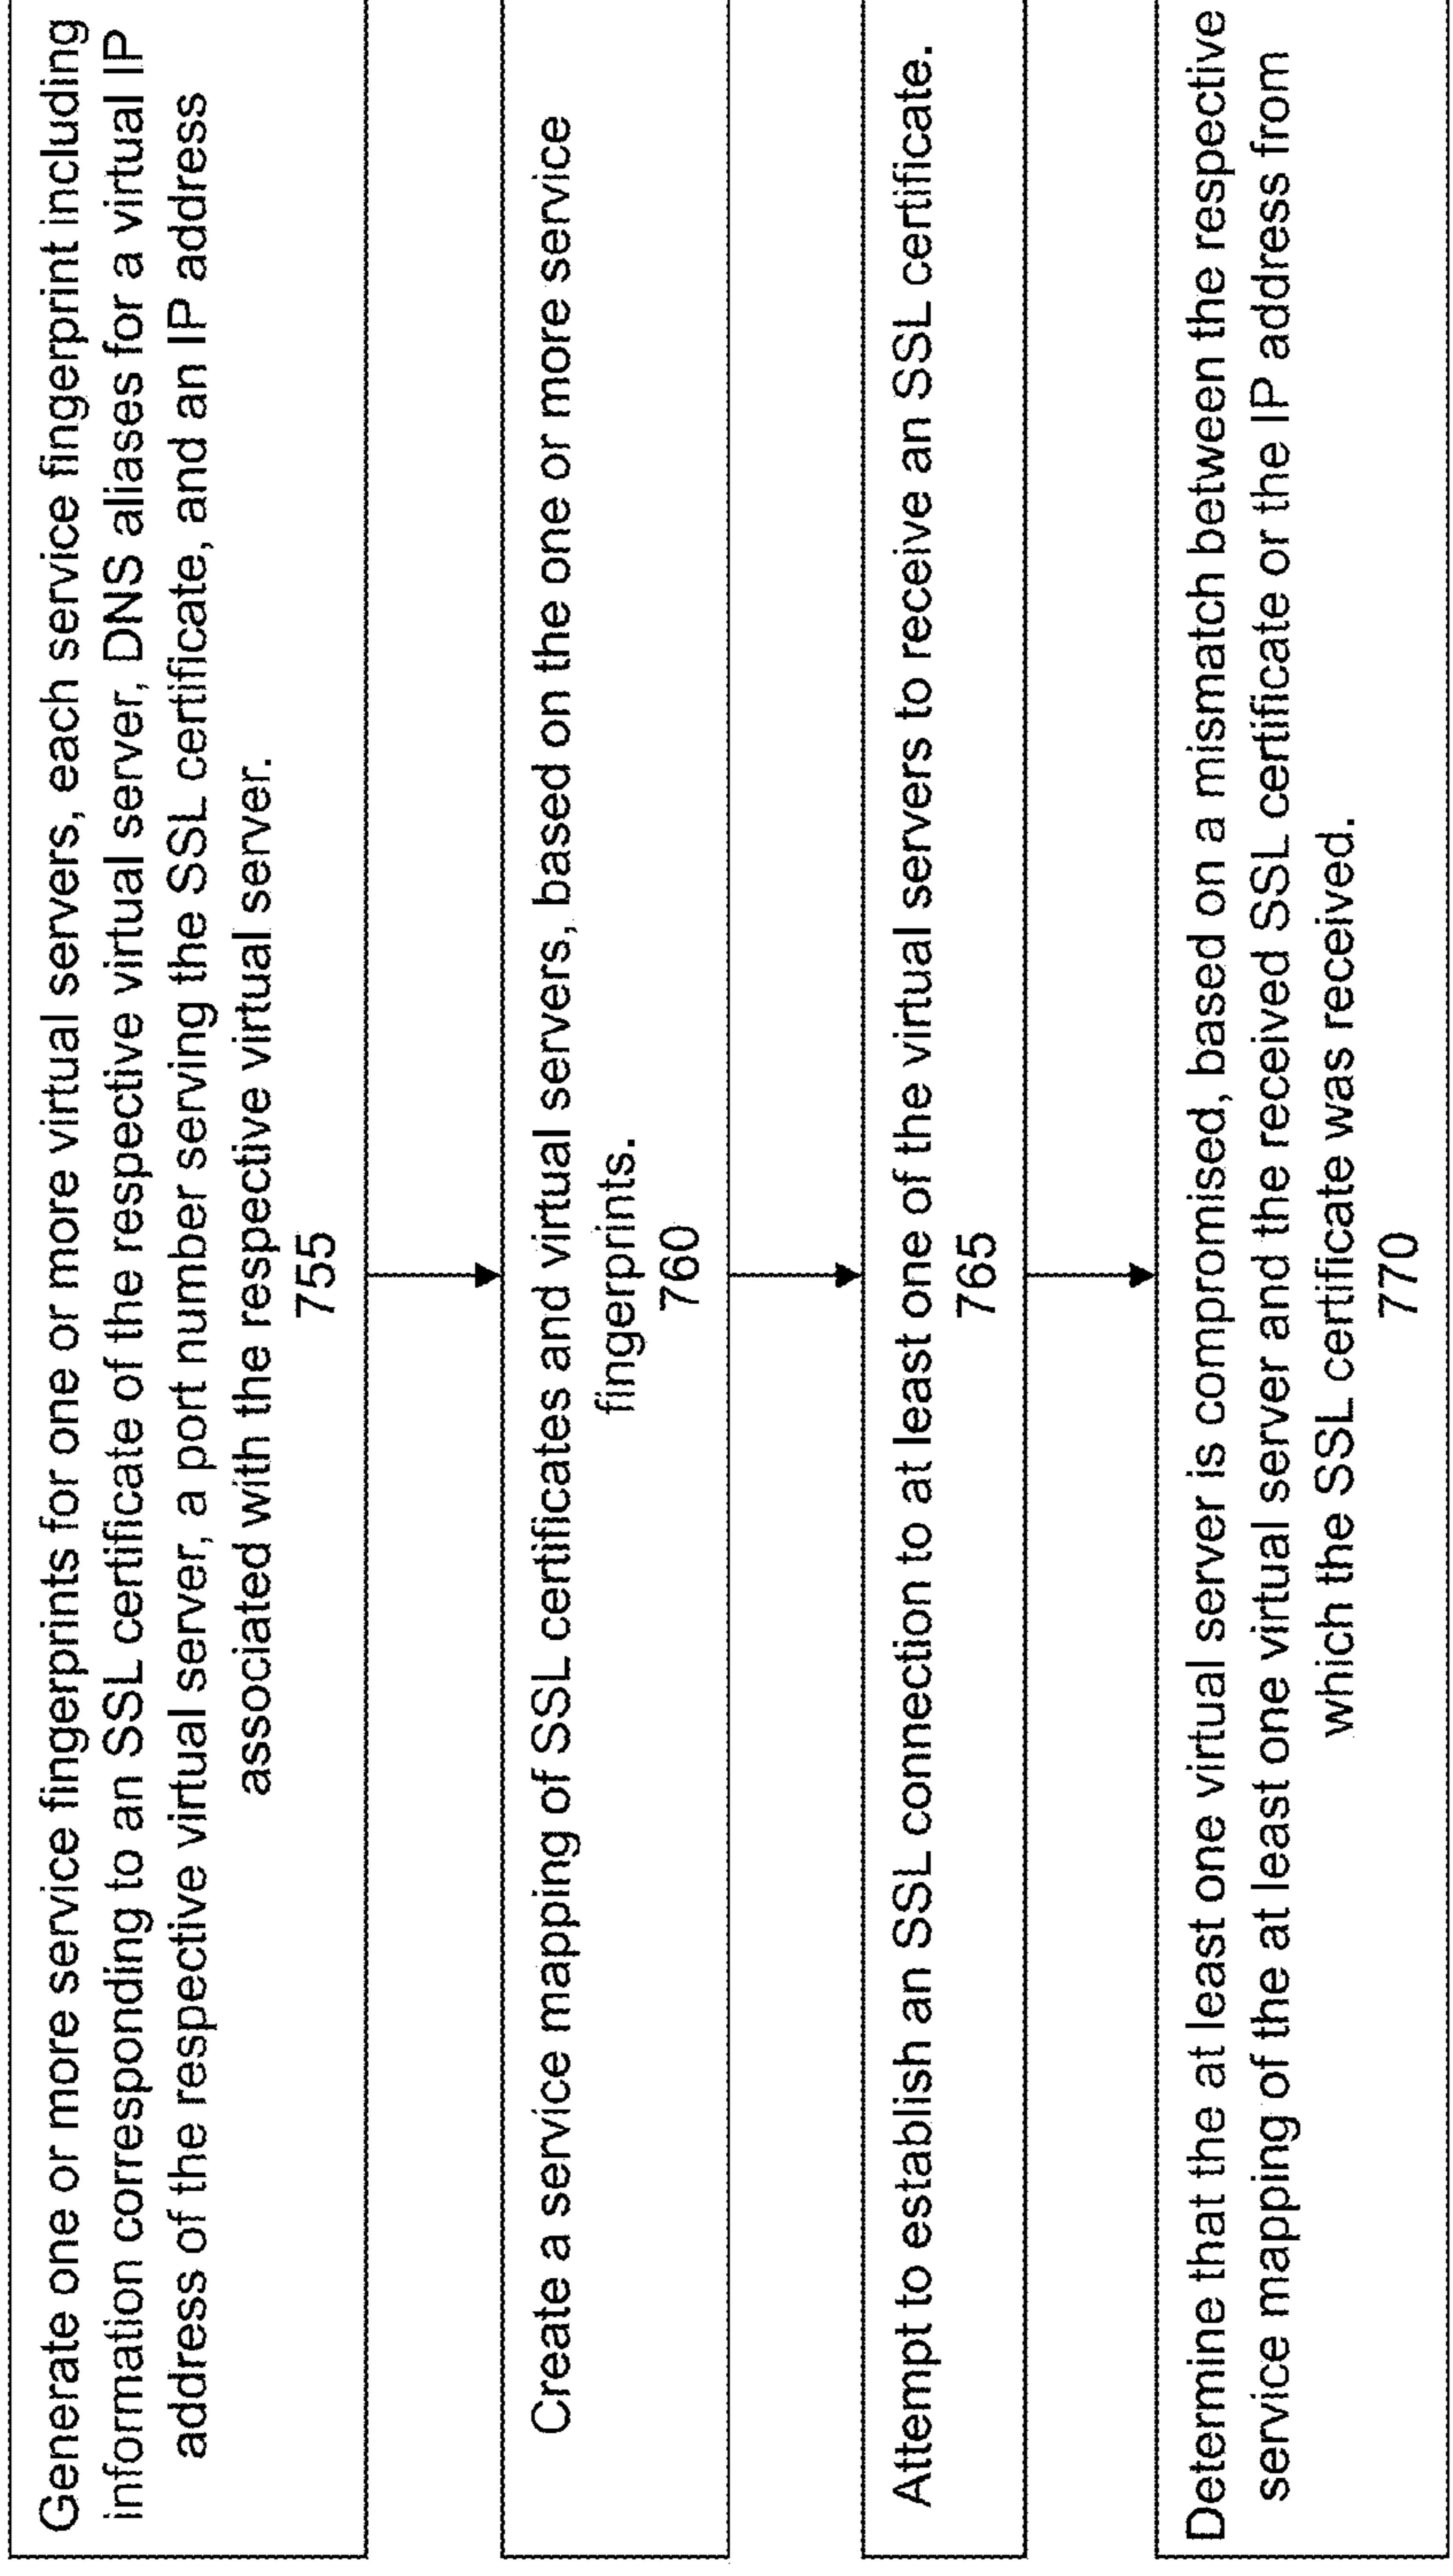 Generate one or more service fingerprints for one or more virtual servers, each service fingerprint including
information corresponding to an SSL certificate of the respective virtual server, DNS aliases for a virtual IP
address of the respective virtual server, a port number serving the SSL certificate, and an IP address
associated with the respective virtual server.
755
Create a service mapping of SSL certificates and virtual servers, based on the one or more service
fingerprints.
760
Attempt to establish an SSL connection to at least one of the virtual servers to receive an SSL certificate.
765
Determine that the at least one virtual server is compromised, based on a mismatch between the respective
service mapping of the at least one virtual server and the received SSL certificate or the IP address from
which the SSL certificate was received.
770